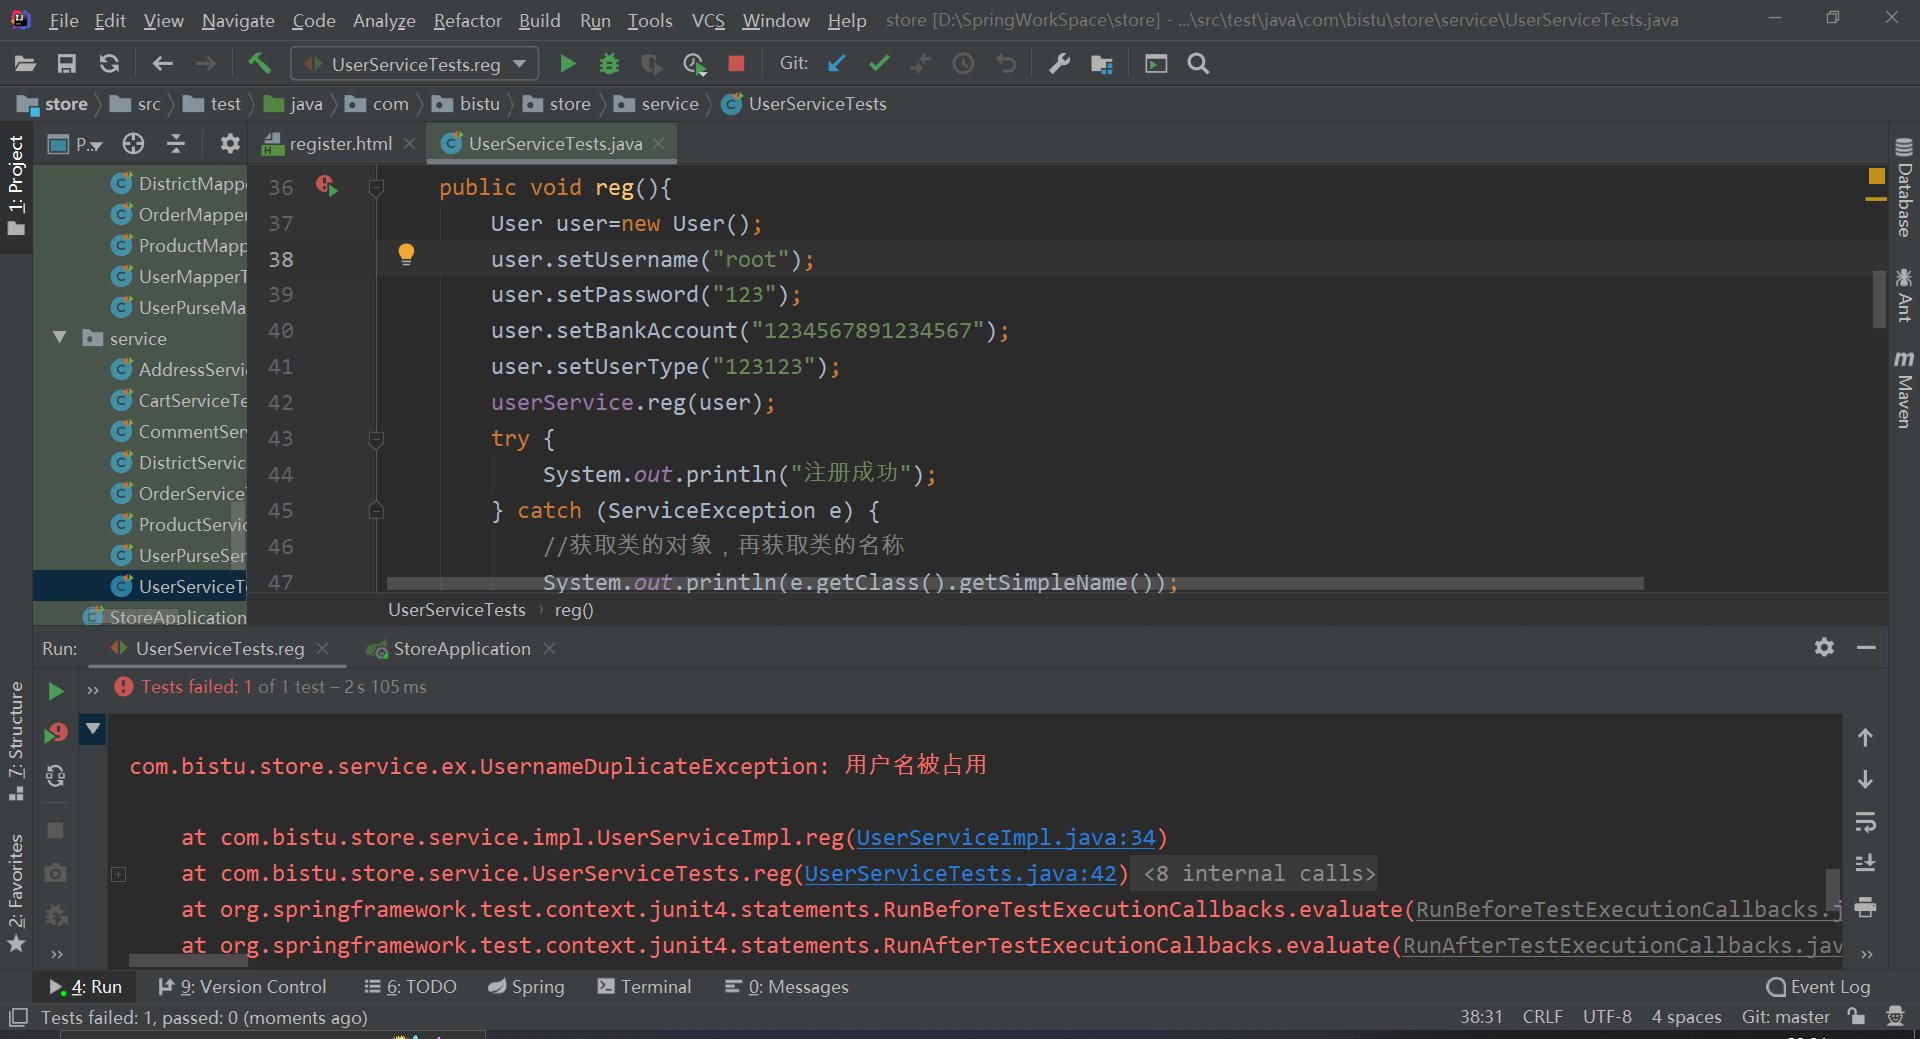 File Edit View Navigate Code Analyze Refactor Build Run Tools VCS Window Help store [D:\SpringWorkSpace\store] - ...\src\test\java\com\bistu\store\service\UserServiceTests.java
UserServiceTests.reg Git:
store src test java com bistu store service UserServiceTests
1: Project
7: Structure
2: Favorites
P..
DistrictMapp
OrderMapper
ProductMapp
UserMapperT
UserPurseMa
service
AddressServi
CartServiceTe
CommentSer
DistrictServic
OrderService
ProductServic
UserPurseSer
UserServiceT
StoreApplication
register.html UserServiceTests.java
36 public void reg(){
37 User user=new User();
38 user.setUsername("root");
39 user.setPassword("123");
40 user.setBankAccount("1234567891234567");
41 user.setUserType("123123");
42 userService.reg(user);
43 try {
44 System.out.println("注册成功");
45 } catch (ServiceException e) {
46 //获取类的对象，再获取类的名称
47 System.out.println(e.getClass().getSimpleName());
UserServiceTests › reg()
Database
Ant
Maven
Run: UserServiceTests.reg StoreApplication
Tests failed: 1 of 1 test – 2 s 105 ms
com.bistu.store.service.ex.UsernameDuplicateException: 用户名被占用
at com.bistu.store.service.impl.UserServiceImpl.reg(UserServiceImpl.java:34)
at com.bistu.store.service.UserServiceTests.reg(UserServiceTests.java:42) <8 internal calls>
at org.springframework.test.context.junit4.statements.RunBeforeTestExecutionCallbacks.evaluate(RunBeforeTestExecutionCallbacks.j
at org.springframework.test.context.junit4.statements.RunAfterTestExecutionCallbacks.evaluate(RunAfterTestExecutionCallbacks.jav
4: Run 9: Version Control 6: TODO Spring Terminal 0: Messages Event Log
Tests failed: 1, passed: 0 (moments ago) 38:31 CRLF UTF-8 4 spaces Git: master